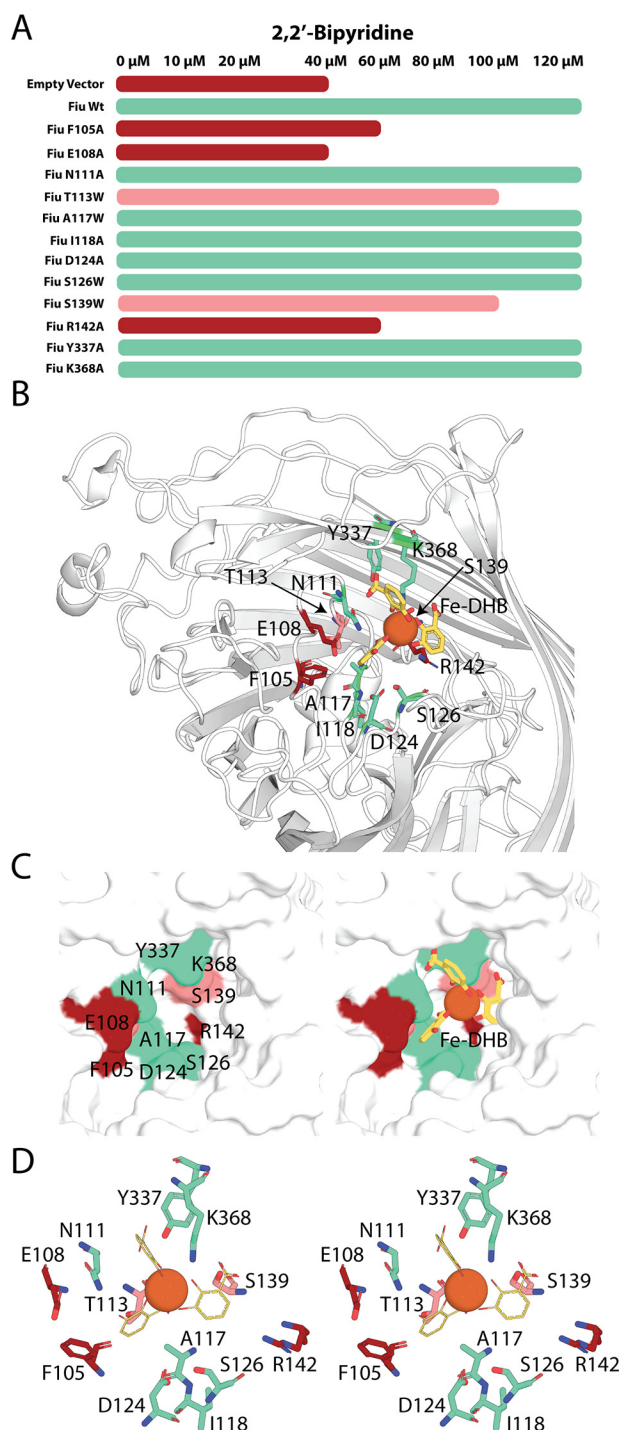 A
2,2'-Bipyridine
0 µM 10 µM 20 µM 40 µM 60 µM 80 µM 100 µM 120 µM
Empty Vector
Fiu Wt
Fiu F105A
Fiu E108A
Fiu N111A
Fiu T113W
Fiu A117W
Fiu I118A
Fiu D124A
Fiu S126W
Fiu S139W
Fiu R142A
Fiu Y337A
Fiu K368A
B
Y337
K368
S139
T113
N111
Fe-DHB
E108
R142
F105
A117
S126
I118
D124
C
Y337
K368
N111
S139
E108
R142
A117
S126
F105
D124
Fe-DHB
D
Y337
K368
N111
E108
S139
T113
A117
S126
R142
F105
D124
I118
Y337
K368
N111
E108
S139
T113
A117
S126
R142
F105
D124
I118